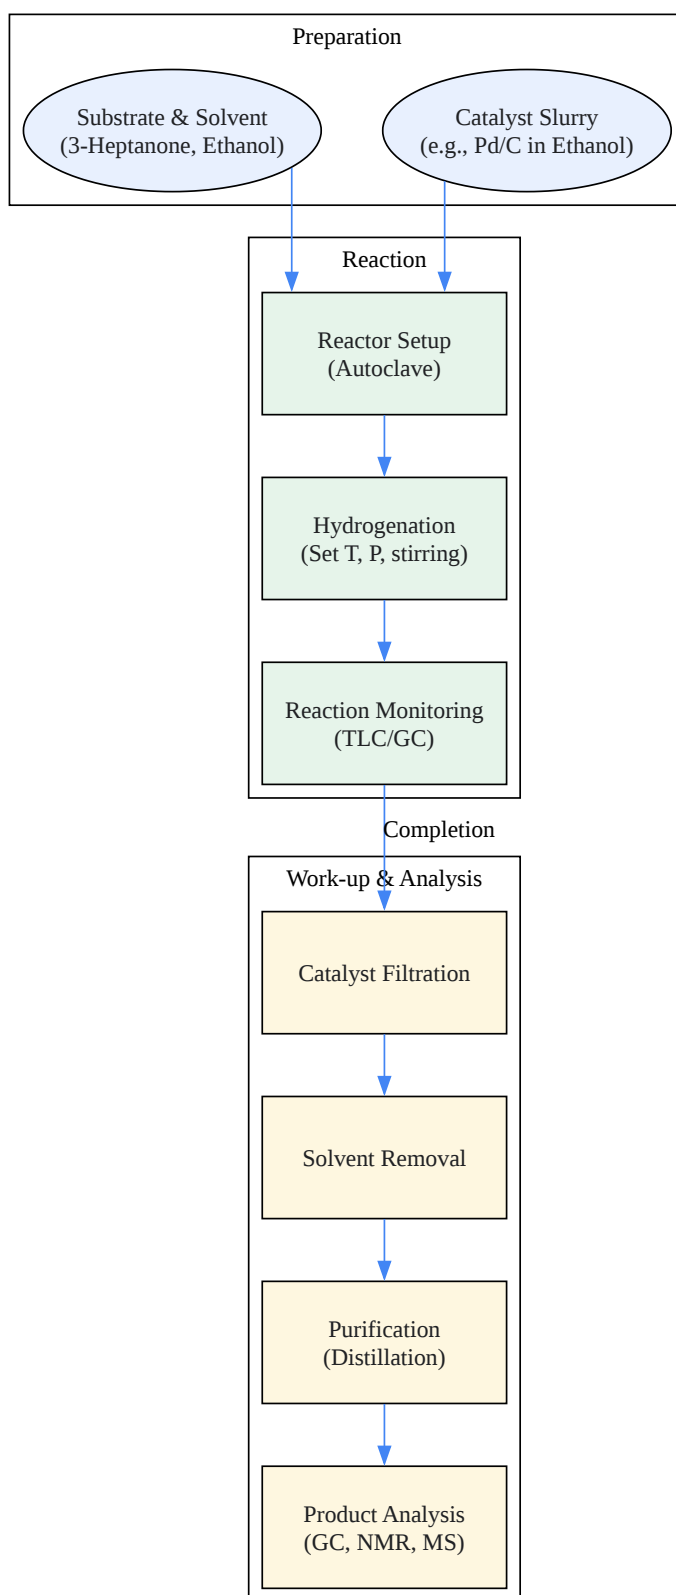 Preparation
Substrate & Solvent
(3-Heptanone, Ethanol)
Catalyst Slurry
(e.g., Pd/C in Ethanol)
Reaction
Reactor Setup
(Autoclave)
Hydrogenation
(Set T, P, stirring)
Reaction Monitoring
(TLC/GC)
Completion
Work-up & Analysis
Catalyst Filtration
Solvent Removal
Purification
(Distillation)
Product Analysis
(GC, NMR, MS)